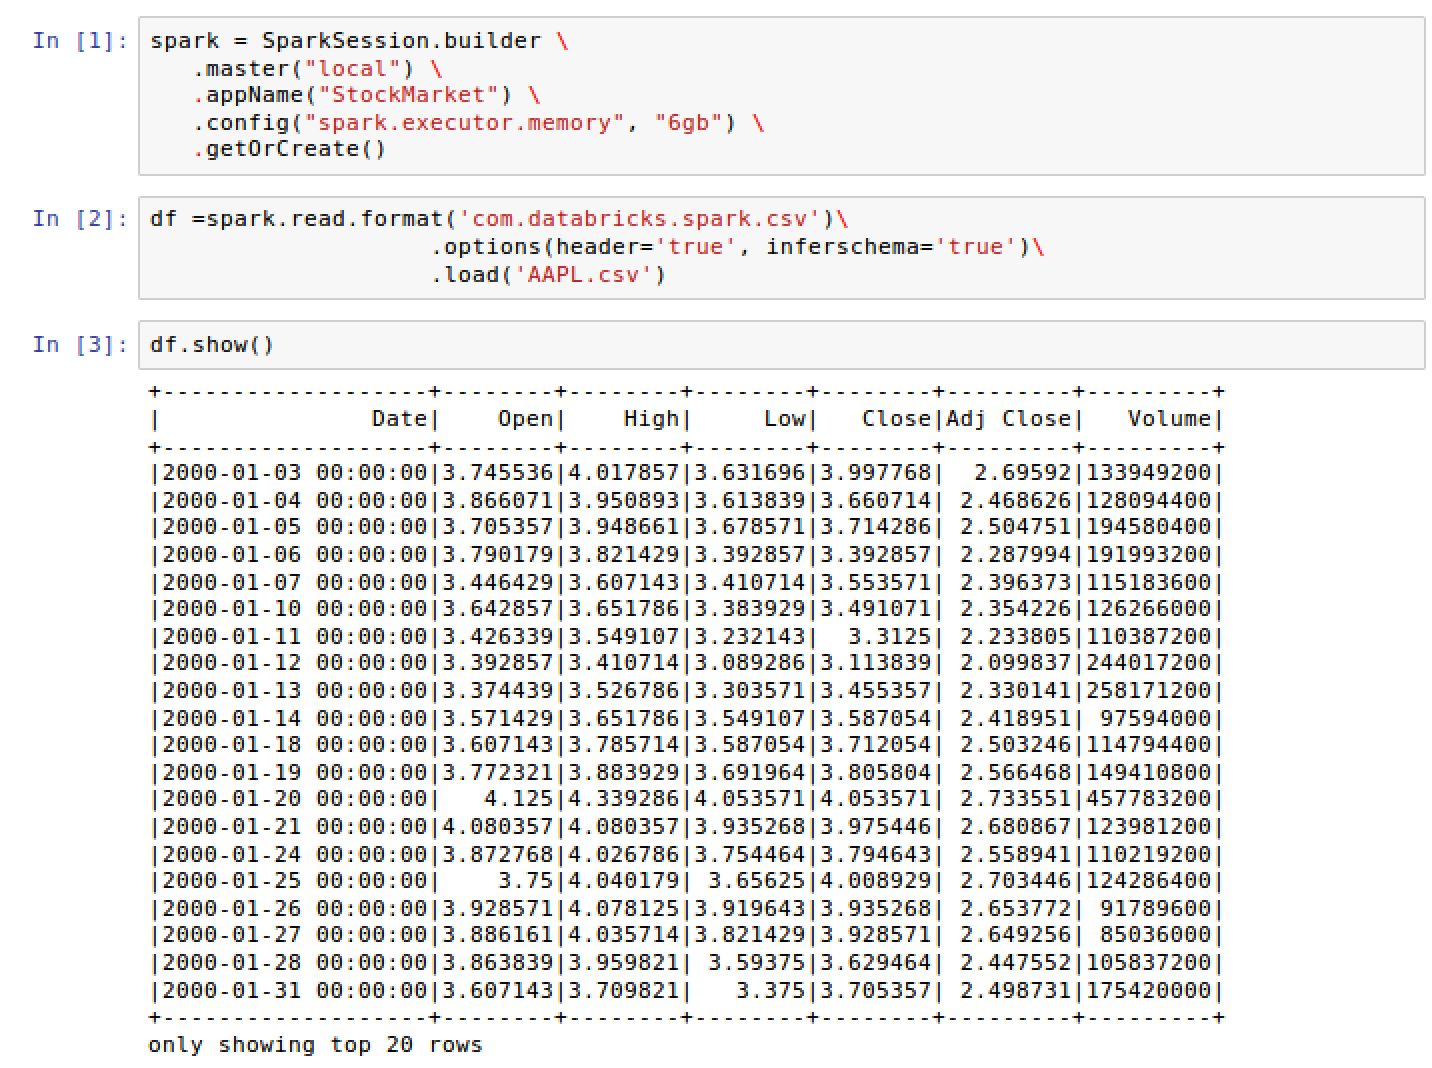 In [1]: spark = SparkSession.builder \
   .master("local") \
   .appName("StockMarket") \
   .config("spark.executor.memory", "6gb") \
   .getOrCreate()
In [2]: df =spark.read.format('com.databricks.spark.csv')\
                    .options(header='true', inferschema='true')\
                    .load('AAPL.csv')
In [3]: df.show()
+-------------------+--------+--------+--------+--------+---------+---------+
|               Date|    Open|    High|     Low|   Close|Adj Close|   Volume|
+-------------------+--------+--------+--------+--------+---------+---------+
|2000-01-03 00:00:00|3.745536|4.017857|3.631696|3.997768|  2.69592|133949200|
|2000-01-04 00:00:00|3.866071|3.950893|3.613839|3.660714| 2.468626|128094400|
|2000-01-05 00:00:00|3.705357|3.948661|3.678571|3.714286| 2.504751|194580400|
|2000-01-06 00:00:00|3.790179|3.821429|3.392857|3.392857| 2.287994|191993200|
|2000-01-07 00:00:00|3.446429|3.607143|3.410714|3.553571| 2.396373|115183600|
|2000-01-10 00:00:00|3.642857|3.651786|3.383929|3.491071| 2.354226|126266000|
|2000-01-11 00:00:00|3.426339|3.549107|3.232143|  3.3125| 2.233805|110387200|
|2000-01-12 00:00:00|3.392857|3.410714|3.089286|3.113839| 2.099837|244017200|
|2000-01-13 00:00:00|3.374439|3.526786|3.303571|3.455357| 2.330141|258171200|
|2000-01-14 00:00:00|3.571429|3.651786|3.549107|3.587054| 2.418951| 97594000|
|2000-01-18 00:00:00|3.607143|3.785714|3.587054|3.712054| 2.503246|114794400|
|2000-01-19 00:00:00|3.772321|3.883929|3.691964|3.805804| 2.566468|149410800|
|2000-01-20 00:00:00|   4.125|4.339286|4.053571|4.053571| 2.733551|457783200|
|2000-01-21 00:00:00|4.080357|4.080357|3.935268|3.975446| 2.680867|123981200|
|2000-01-24 00:00:00|3.872768|4.026786|3.754464|3.794643| 2.558941|110219200|
|2000-01-25 00:00:00|    3.75|4.040179| 3.65625|4.008929| 2.703446|124286400|
|2000-01-26 00:00:00|3.928571|4.078125|3.919643|3.935268| 2.653772| 91789600|
|2000-01-27 00:00:00|3.886161|4.035714|3.821429|3.928571| 2.649256| 85036000|
|2000-01-28 00:00:00|3.863839|3.959821| 3.59375|3.629464| 2.447552|105837200|
|2000-01-31 00:00:00|3.607143|3.709821|   3.375|3.705357| 2.498731|175420000|
+-------------------+--------+--------+--------+--------+---------+---------+
only showing top 20 rows